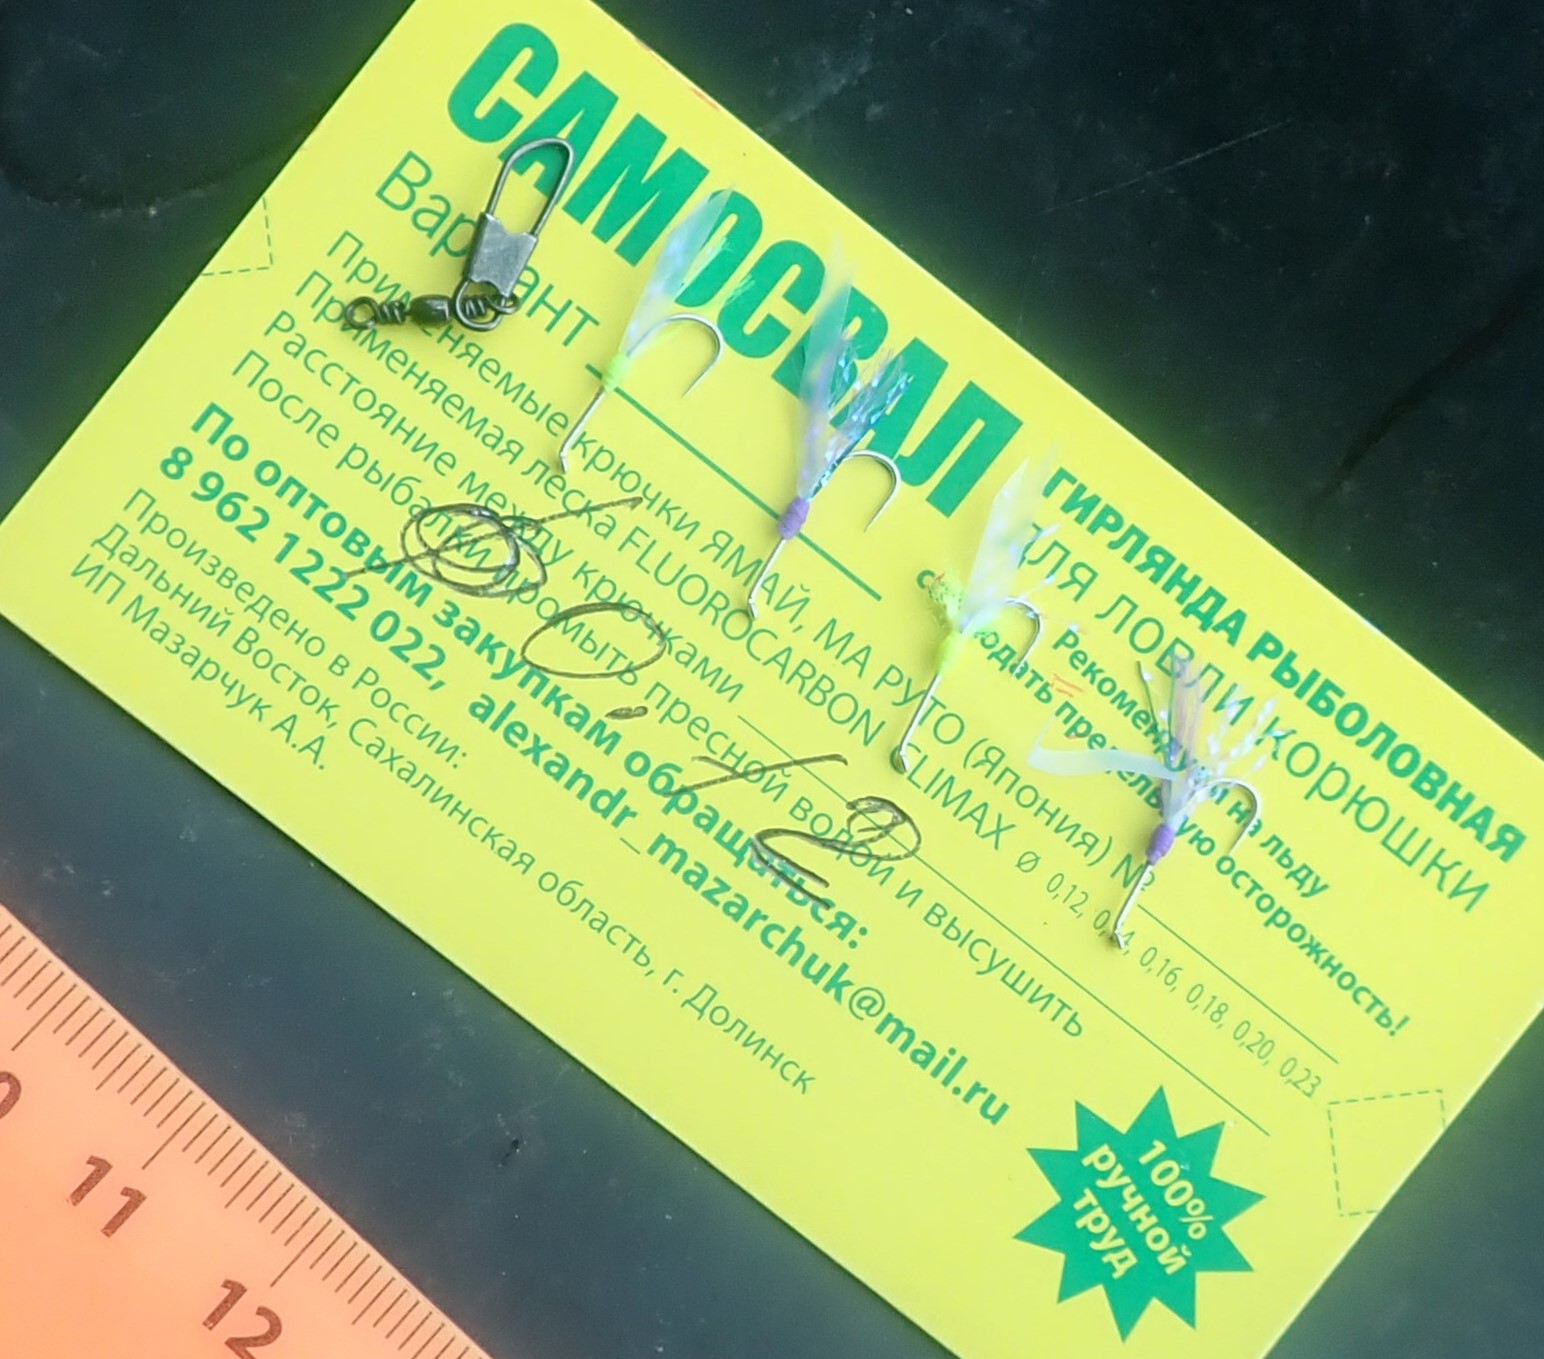 САМОСВАЛ
ГИРЛЯНДА РЫБОЛОВНАЯ
ДЛЯ ЛОВЛИ КОРЮШКИ
Вариант
Рекомендация на льду
соблюдать предельную осторожность!
Применяемые крючки ЯМАЙ, МА РУТО (Япония) №
Применяемая леска FLUOROCARBON CLIMAX Ø 0,12, 0,14, 0,16, 0,18, 0,20, 0,23
Расстояние между крючками
После рыбалки промыть пресной водой и высушить
По оптовым закупкам обращаться:
8 962 1222 022, alexandr_mazarchuk@mail.ru
Произведено в России:
Дальний Восток, Сахалинская область, г. Долинск
ИП Мазарчук А.А.
100%
ручной
труд
11
12